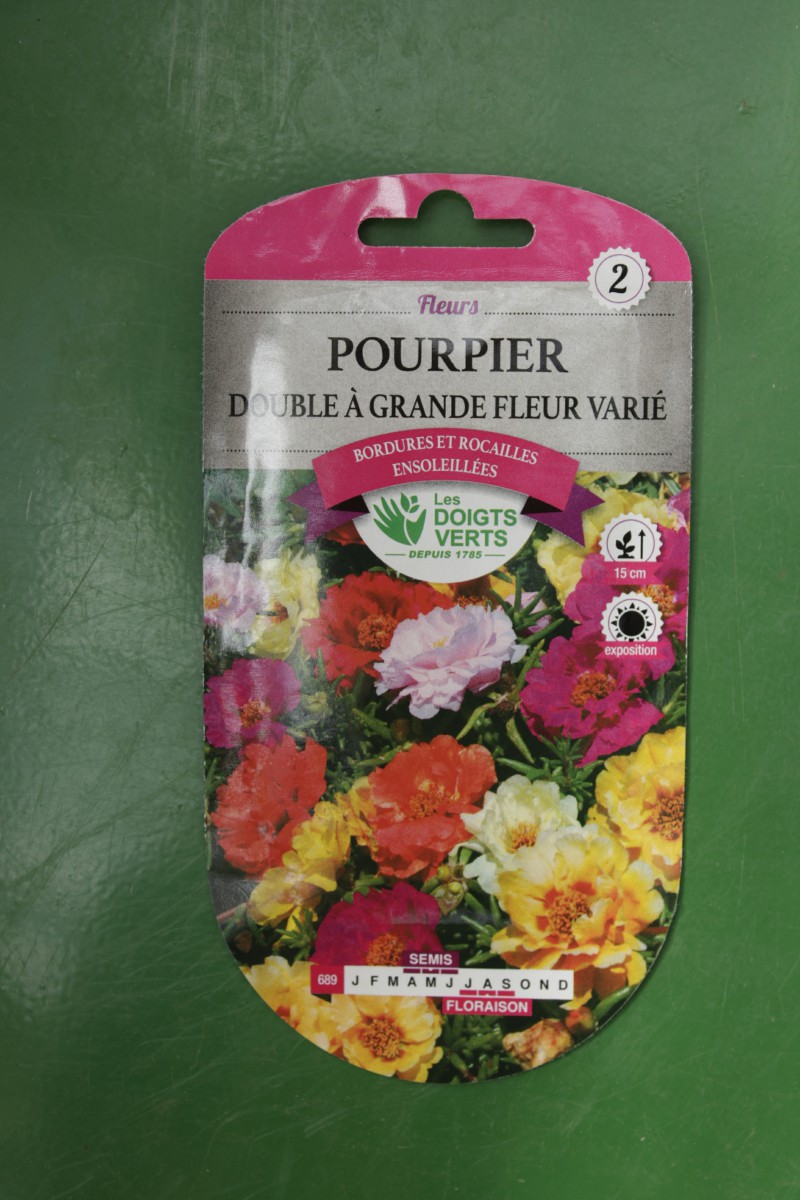 2
Fleurs
POURPIER
DOUBLE À GRANDE FLEUR VARIÉ
BORDURES ET ROCAILLES
ENSOLEILLÉES
Les
DOIGTS
VERTS
DEPUIS 1785
15 cm
exposition
SEMIS
689 J F M A M J J A S O N D
FLORAISON